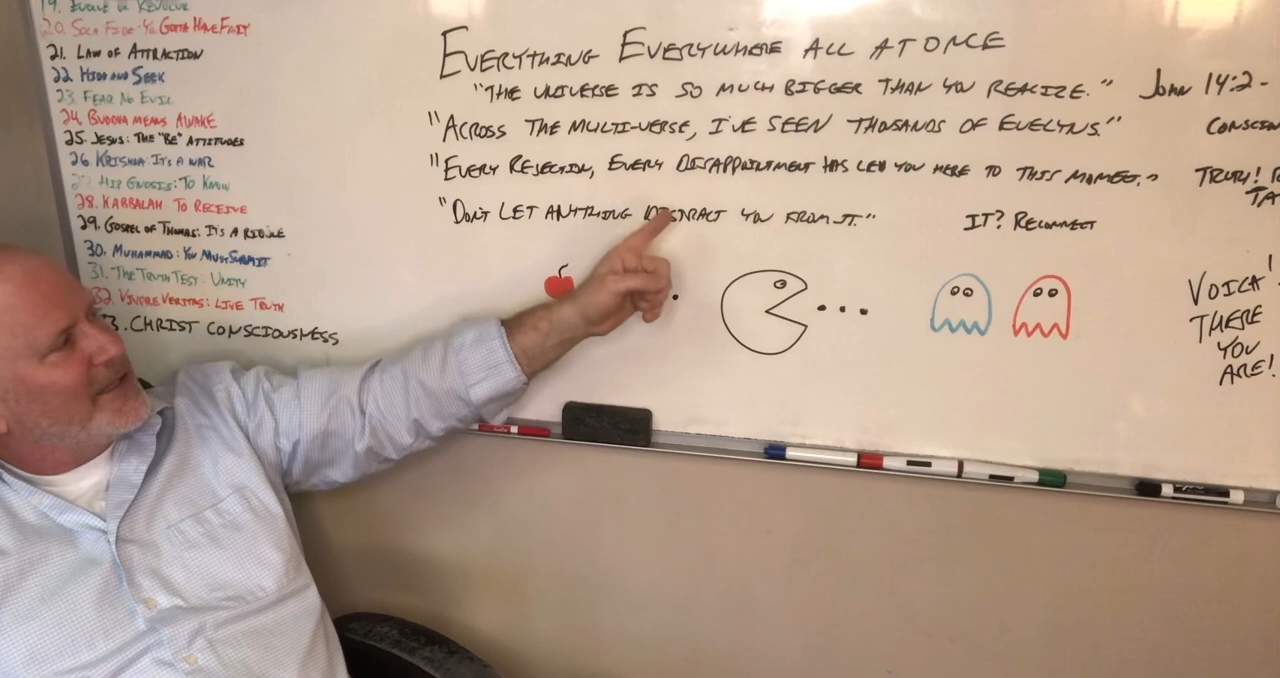 19. EVOLVE OR REVOLVE
20. SOLA FIDE: YA GOTTA HAVE FAITH
21. LAW OF ATTRACTION
22. HIDE AND SEEK
23. FEAR NO EVIL
24. BUDDHA MEANS AWAKE
25. JESUS: THE "BE" ATTITUDES
26. KRISHNA: IT'S A WAR
27. HIP GNOSIS: TO KNOW
28. KABBALAH: TO RECEIVE
29. GOSPEL OF THOMAS: IT'S A RIDDLE
30. MUHAMMAD: YOU MUST SUBMIT
31. THE TRUTH TEST: UNITY
32. VIVERE VERITAS: LIVE TRUTH
33. CHRIST CONSCIOUSNESS
EVERYTHING EVERYWHERE ALL AT ONCE
"THE UNIVERSE IS SO MUCH BIGGER THAN YOU REALIZE." JOHN 14:2-
"ACROSS THE MULTI-VERSE, I'VE SEEN THOUSANDS OF EVELYNS." CONSCIOU
"EVERY REJECTION, EVERY DISAPPOINTMENT HAS LED YOU HERE TO THIS MOMENT." TRUTH!
TA
"DON'T LET ANYTHING DISTRACT YOU FROM IT." IT? RECONNECT
VOICA!
THERE
YOU
ARE!